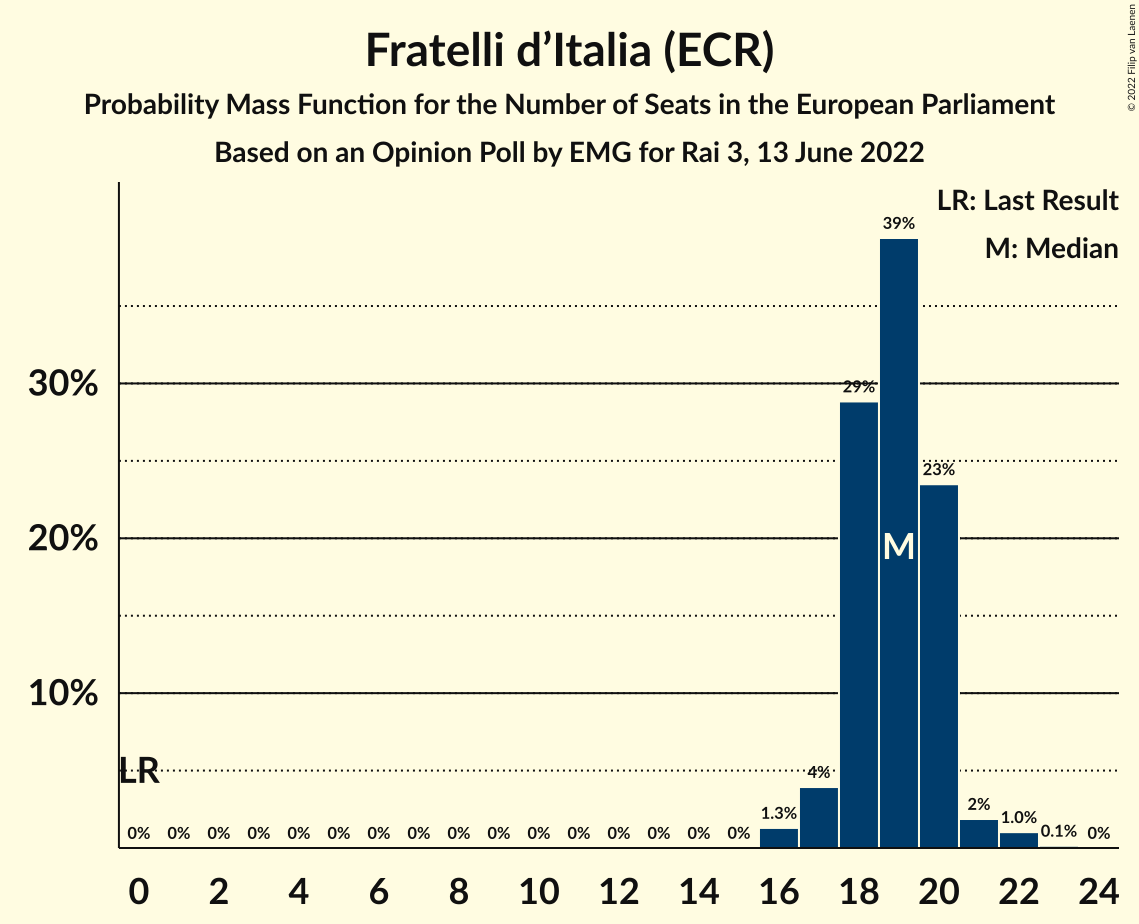 Fratelli d’Italia (ECR)
Probability Mass Function for the Number of Seats in the European Parliament
Based on an Opinion Poll by EMG for Rai 3, 13 June 2022
© 2022 Filip van Laenen
LR: Last Result
M: Median
39%
30%
29%
23%
20%
M
10%
LR
4%
2%
1.3%
1.0%
0% 0% 0% 0% 0% 0% 0% 0% 0% 0% 0% 0% 0% 0% 0% 0% 0.1% 0%
0 2 4 6 8 10 12 14 16 18 20 22 24